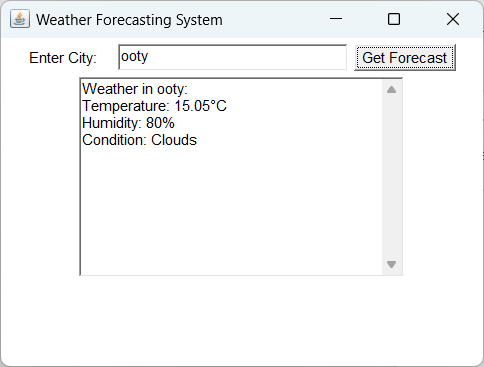 Weather Forecasting System
Enter City: ooty Get Forecast
Weather in ooty:
Temperature: 15.05°C
Humidity: 80%
Condition: Clouds